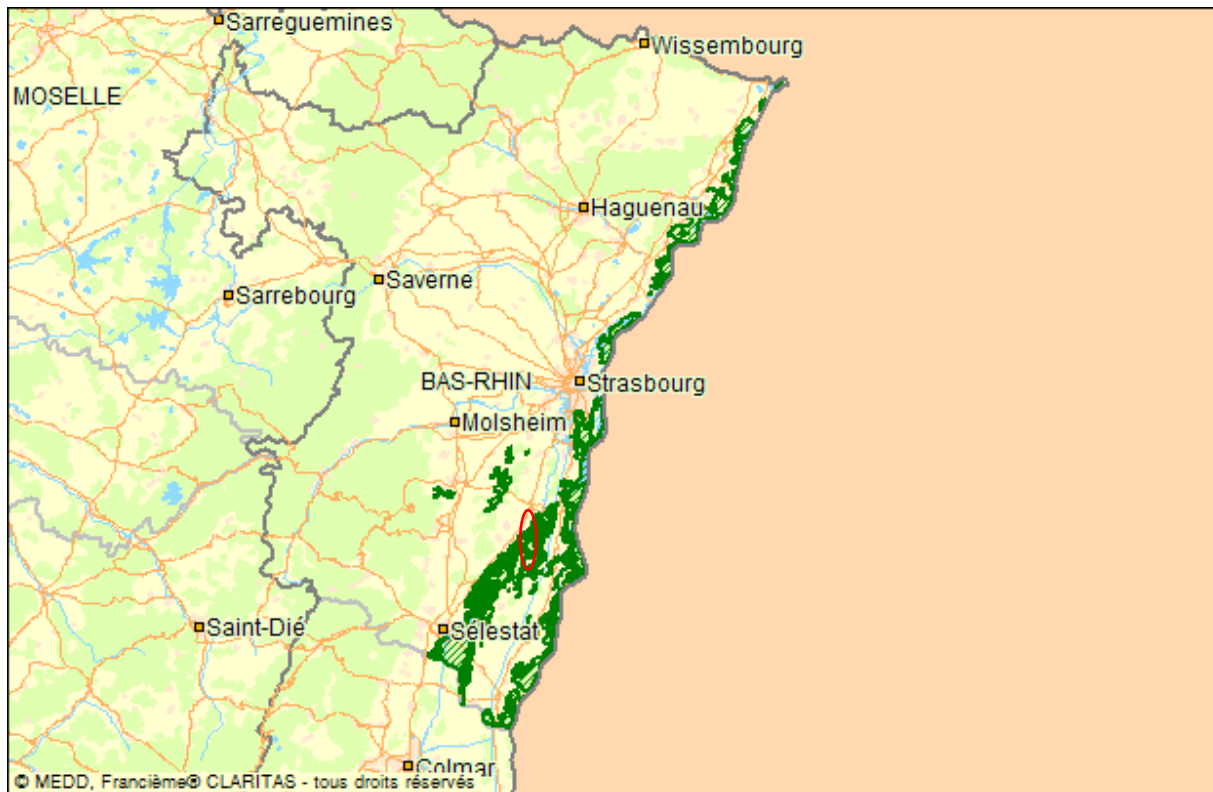 Sarreguemines
Wissembourg
MOSELLE
Haguenau
Saverne
Sarrebourg
BAS-RHIN
Strasbourg
Molsheim
Saint-Dié
Sélestat
Colmar
© MEDD, Francième® CLARITAS - tous droits réservés